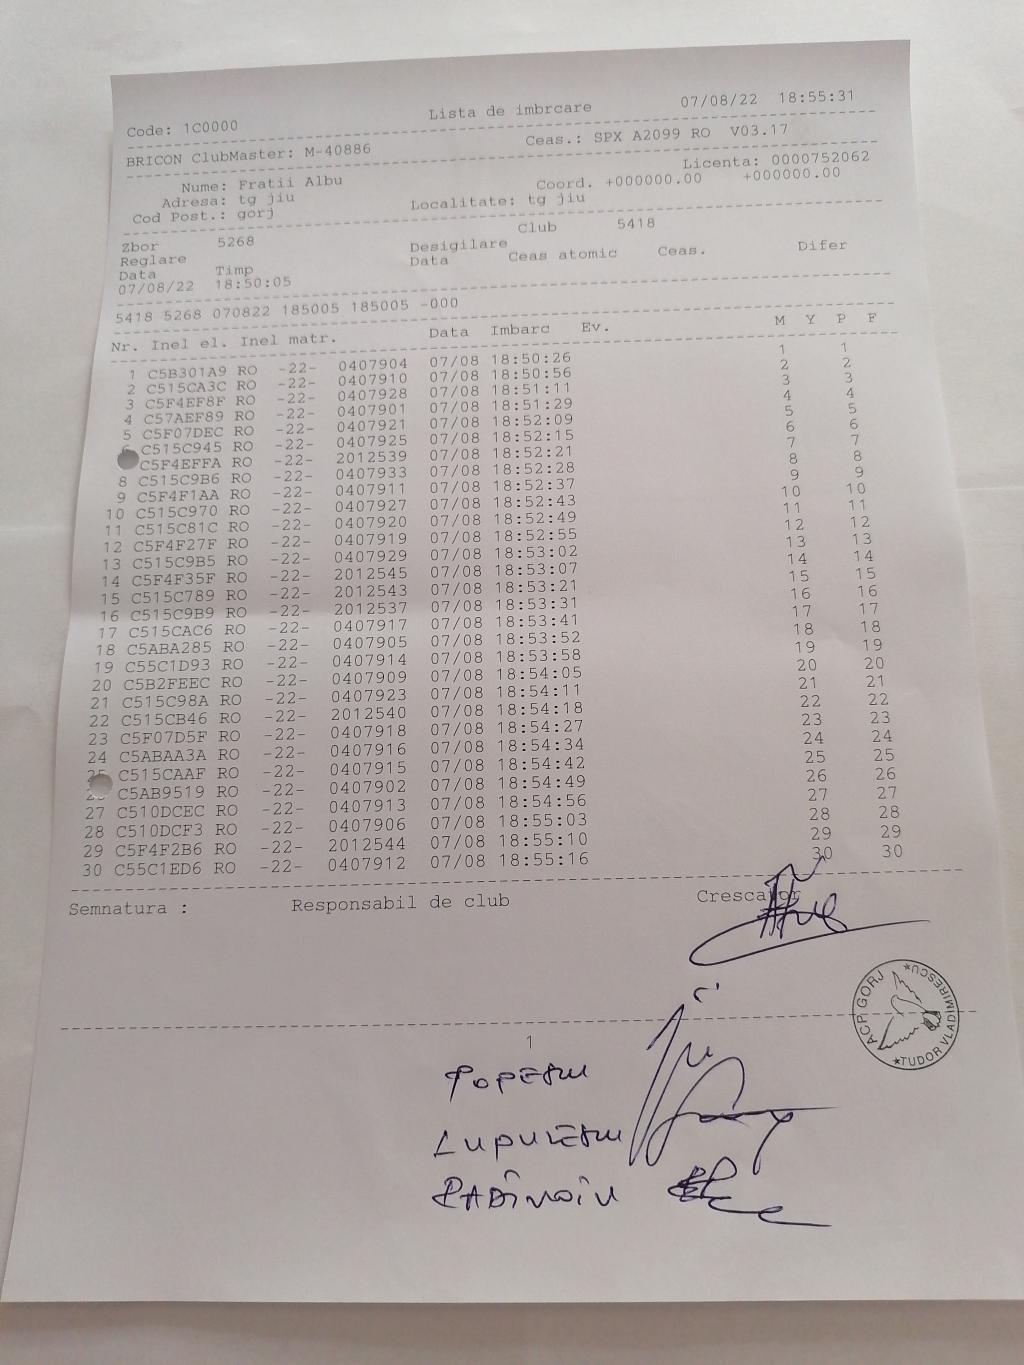 Code: 1C0000 Lista de imbrcare 07/08/22 18:55:31
BRICON ClubMaster: M-40886 Ceas.: SPX A2099 RO V03.17
Licenta: 0000752062
Nume: Fratii Albu Coord. +000000.00 +000000.00
Adresa: tg jiu Localitate: tg jiu
Cod Post.: gorj
Club 5418
Zbor 5268
Reglare Desigilare
Data Timp Data Ceas atomic Ceas. Difer
07/08/22 18:50:05
5418 5268 070822 185005 185005 -000
Nr. Inel el. Inel matr. Data Imbarc Ev. M Y P F
1 C5B301A9 RO -22- 0407904 07/08 18:50:26 1 1
2 C515CA3C RO -22- 0407910 07/08 18:50:56 2 2
3 C5F4EF8F RO -22- 0407928 07/08 18:51:11 3 3
4 C57AEF89 RO -22- 0407901 07/08 18:51:29 4 4
5 C5F07DEC RO -22- 0407921 07/08 18:52:09 5 5
C515C945 RO -22- 0407925 07/08 18:52:15 6 6
C5F4EFFA RO -22- 2012539 07/08 18:52:21 7 7
8 C515C9B6 RO -22- 0407933 07/08 18:52:28 8 8
9 C5F4F1AA RO -22- 0407911 07/08 18:52:37 9 9
10 C515C970 RO -22- 0407927 07/08 18:52:43 10 10
11 C515C81C RO -22- 0407920 07/08 18:52:49 11 11
12 C5F4F27F RO -22- 0407919 07/08 18:52:55 12 12
13 C515C9B5 RO -22- 0407929 07/08 18:53:02 13 13
14 C5F4F35F RO -22- 2012545 07/08 18:53:07 14 14
15 C515C789 RO -22- 2012543 07/08 18:53:21 15 15
16 C515C9B9 RO -22- 2012537 07/08 18:53:31 16 16
17 C515CAC6 RO -22- 0407917 07/08 18:53:41 17 17
18 C5ABA285 RO -22- 0407905 07/08 18:53:52 18 18
19 C55C1D93 RO -22- 0407914 07/08 18:53:58 19 19
20 C5B2FEEC RO -22- 0407909 07/08 18:54:05 20 20
21 C515C98A RO -22- 0407923 07/08 18:54:11 21 21
22 C515CB46 RO -22- 2012540 07/08 18:54:18 22 22
23 C5F07D5F RO -22- 0407918 07/08 18:54:27 23 23
24 C5ABAA3A RO -22- 0407916 07/08 18:54:34 24 24
25 C515CAAF RO -22- 0407915 07/08 18:54:42 25 25
C5AB9519 RO -22- 0407902 07/08 18:54:49 26 26
27 C510DCEC RO -22- 0407913 07/08 18:54:56 27 27
28 C510DCF3 RO -22- 0407906 07/08 18:55:03 28 28
29 C5F4F2B6 RO -22- 2012544 07/08 18:55:10 29 29
30 C55C1ED6 RO -22- 0407912 07/08 18:55:16 30 30
Semnatura : Responsabil de club Crescator
ACP GORJ *TUDOR VLADIMIRESCU*
1
POPESCU
LUPULESCU